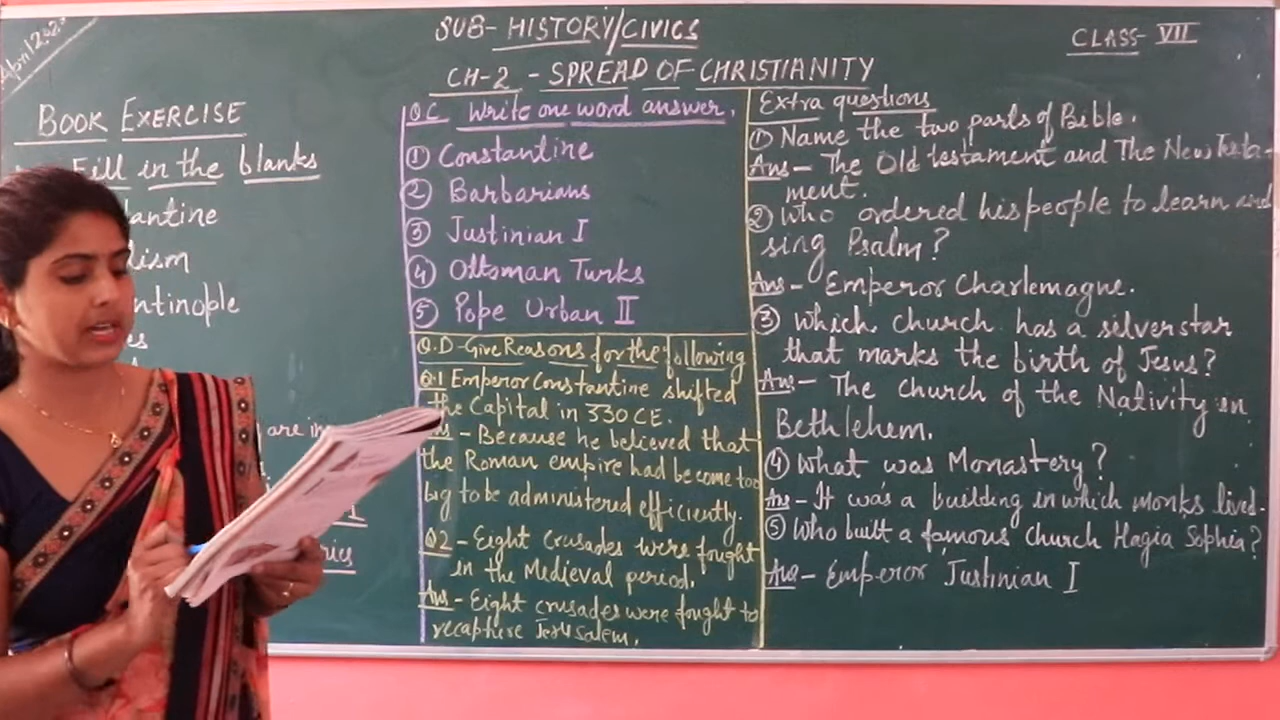 SUB- HISTORY/CIVICS
CLASS- VII
CH-2 - SPREAD OF CHRISTIANITY
BOOK EXERCISE
Fill in the blanks
are in
Q.C Write one word answer.
① Constantine
② Barbarians
③ Justinian I
④ Ottoman Turks
⑤ Pope Urban II
Q.D- Give Reasons for the following
Q.1 Emperor Constantine shifted
the Capital in 330 CE.
- Because he believed that
the Roman empire had become too
big to be administered efficiently.
Q2 - Eight crusades were fought
in the Medieval period.
Ans - Eight crusades were fought to
recapture Jerusalem.
Extra questions
① Name the two parts of Bible.
Ans - The Old testament and The New Testa-
ment.
② Who ordered his people to learn and
sing Psalm?
Ans - Emperor Charlemagne.
③ Which church has a silver star
that marks the birth of Jesus?
Ans - The church of the Nativity in
Bethlehem.
④ What was Monastery?
Ans - It was a building in which monks lived.
⑤ Who built a famous church Hagia Sophia?
Ans - Emperor Justinian I